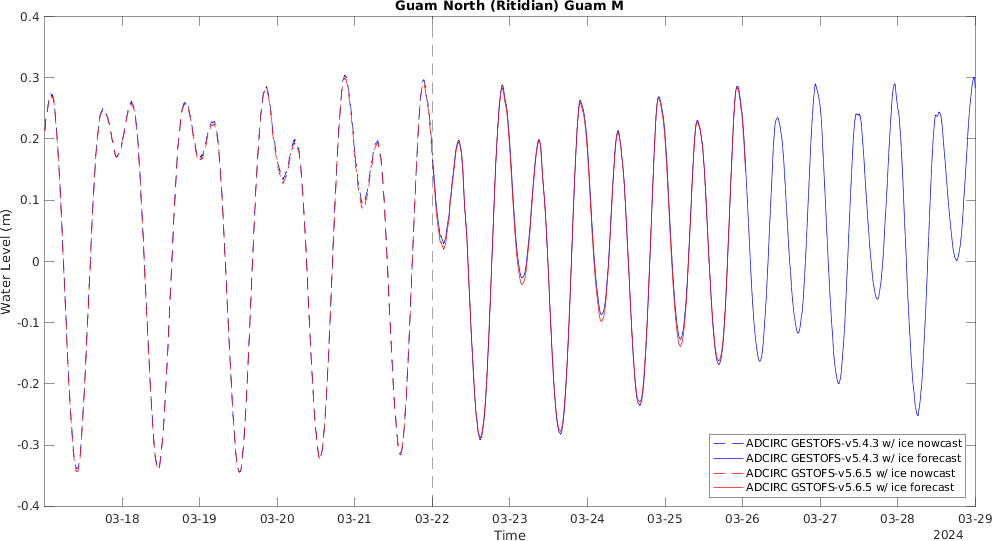 Guam North (Ritidian) Guam M
0.4
0.3
0.2
0.1
0
-0.1
-0.2
-0.3
-0.4
Water Level (m)
ADCIRC GESTOFS-v5.4.3 w/ ice nowcast
ADCIRC GESTOFS-v5.4.3 w/ ice forecast
ADCIRC GSTOFS-v5.6.5 w/ ice nowcast
ADCIRC GSTOFS-v5.6.5 w/ ice forecast
03-18 03-19 03-20 03-21 03-22 03-23 03-24 03-25 03-26 03-27 03-28 03-29
Time
2024